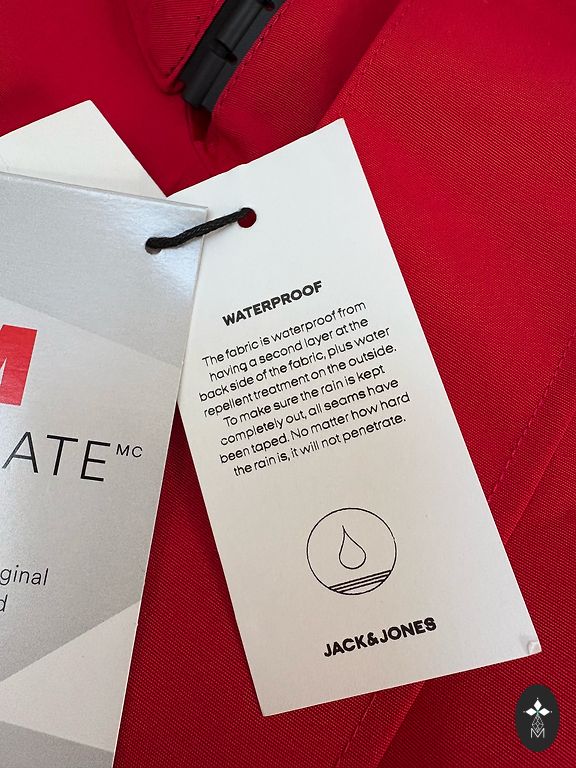 M
ATE MC
ginal
d
WATERPROOF
The fabric is waterproof from
having a second layer at the
back side of the fabric, plus water
repellent treatment on the outside.
To make sure the rain is kept
completely out, all seams have
been taped. No matter how hard
the rain is, it will not penetrate.
JACK&JONES
M